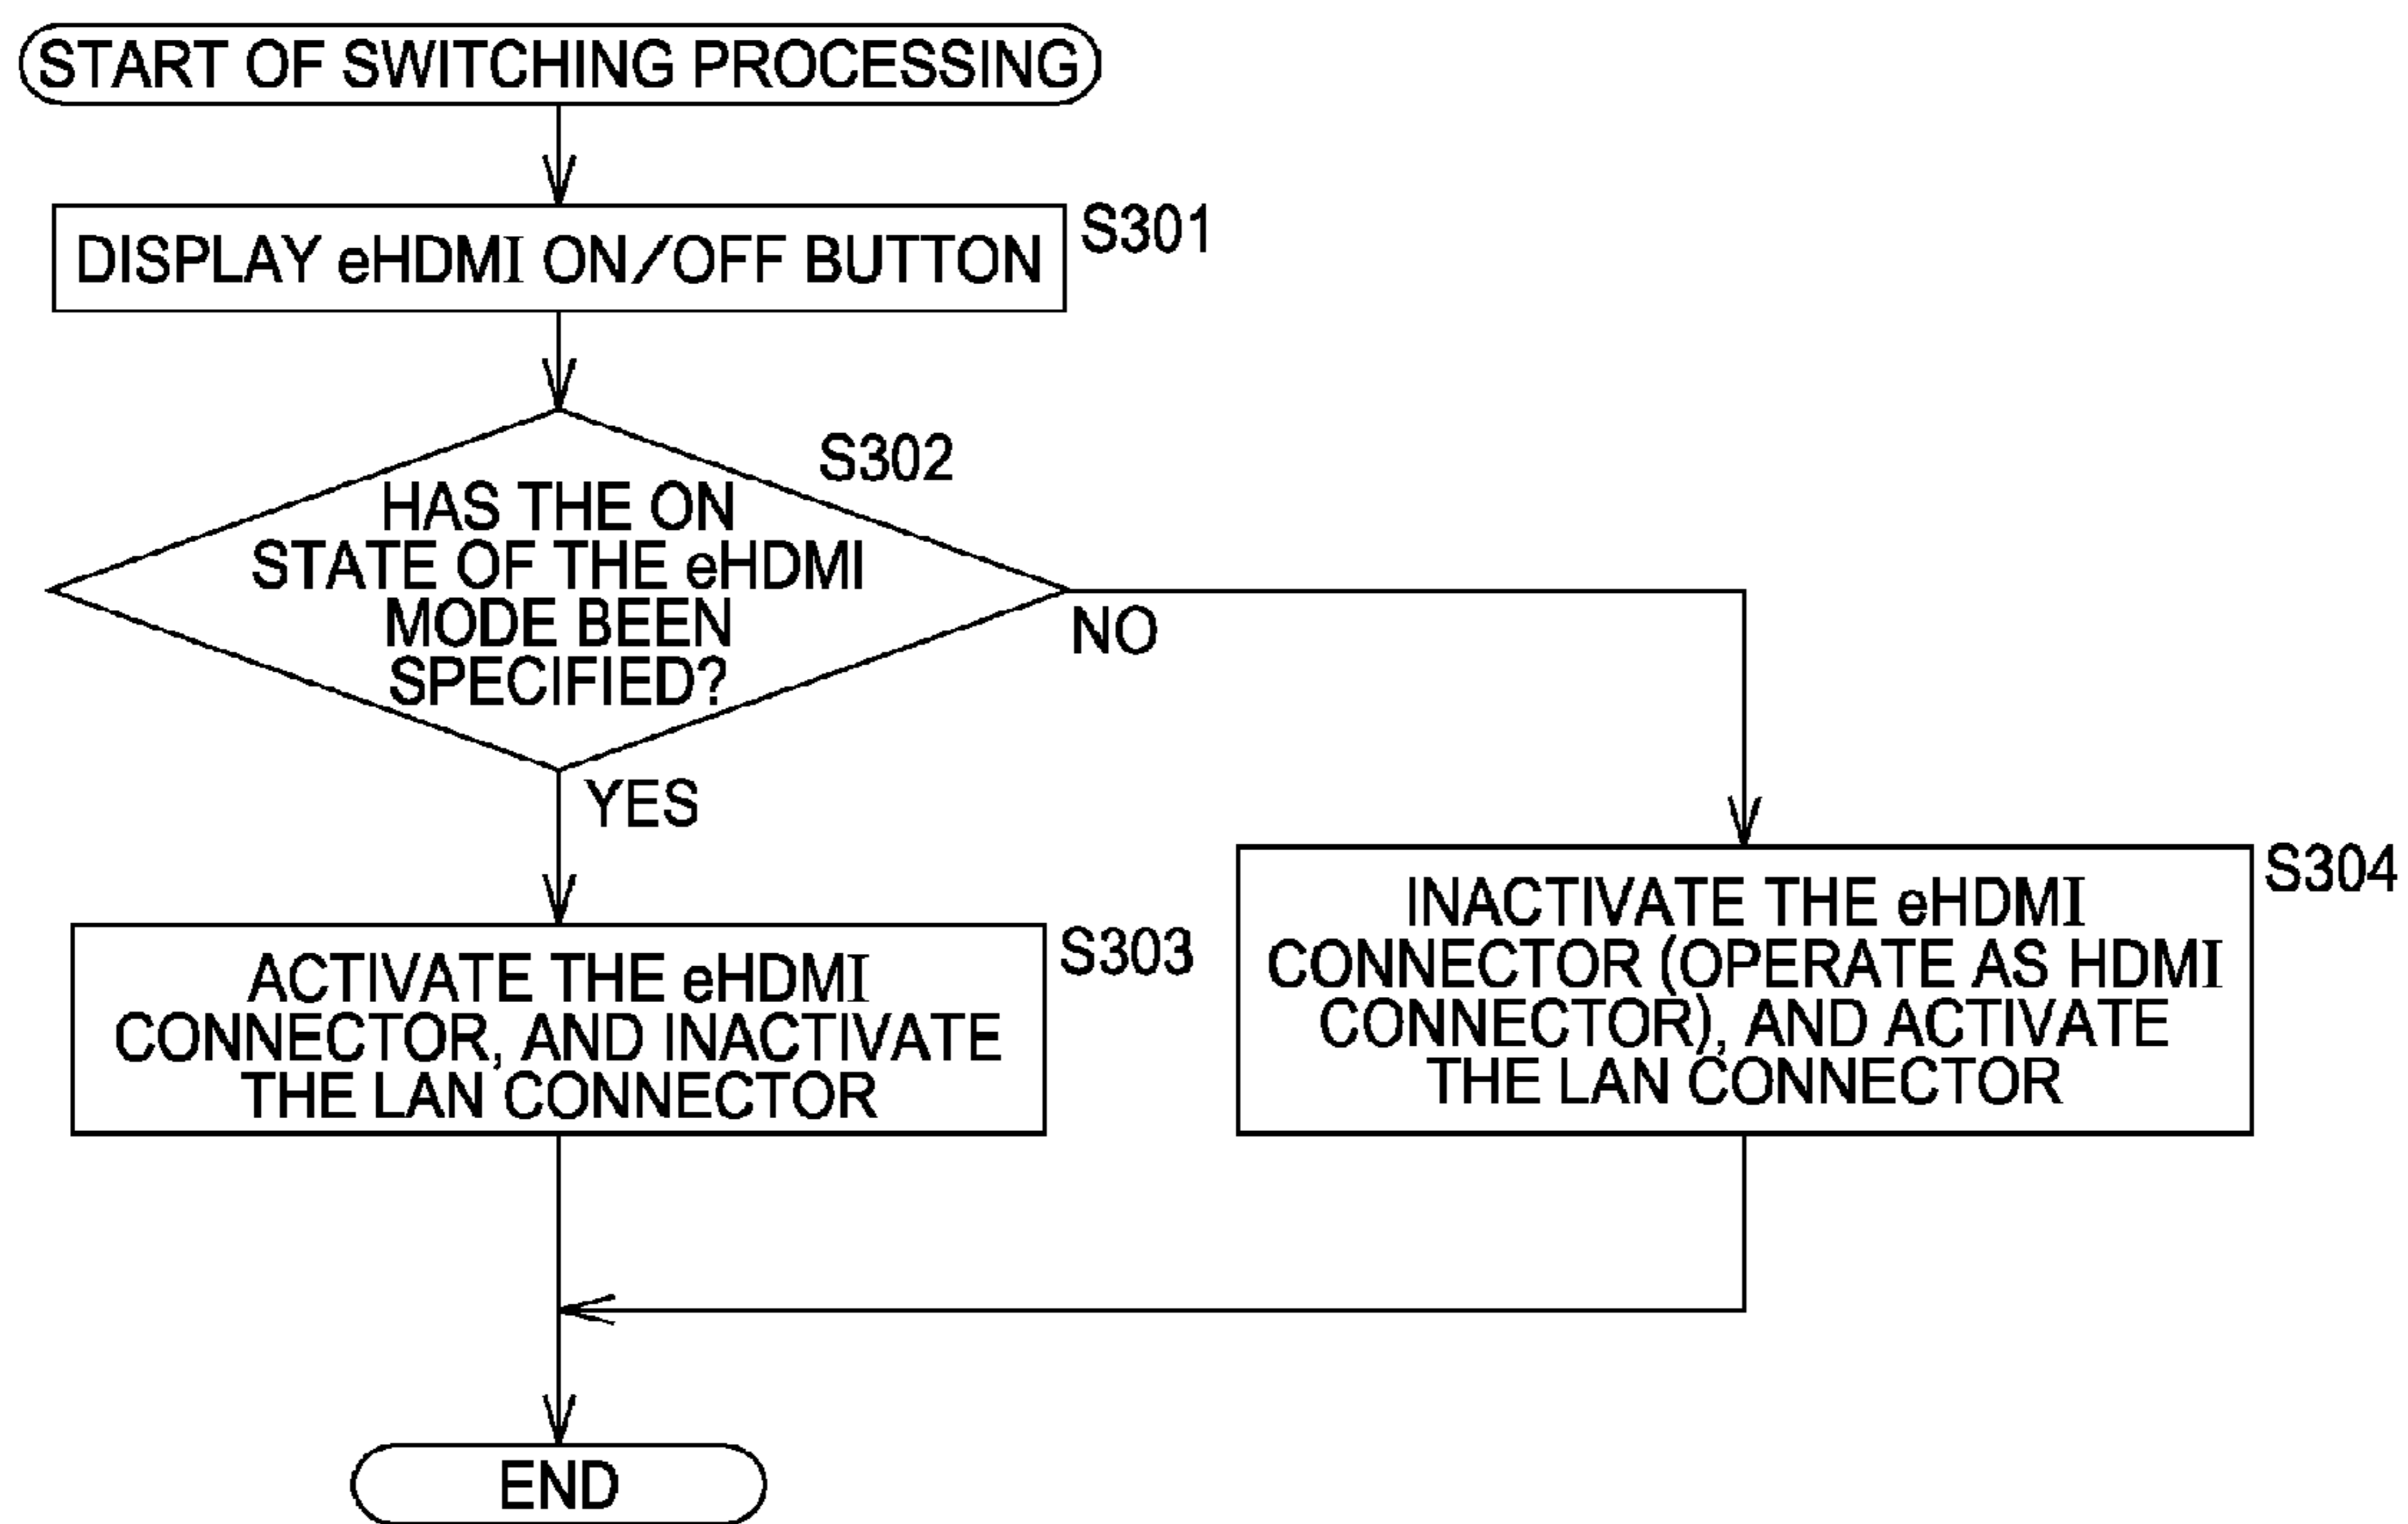 START OF SWITCHING PROCESSING
DISPLAY eHDMI ON/OFF BUTTON
S301
S302
HAS THE ON
STATE OF THE eHDMI
MODE BEEN
SPECIFIED?
NO
YES
ACTIVATE THE eHDMI
CONNECTOR, AND INACTIVATE
THE LAN CONNECTOR
S303
INACTIVATE THE eHDMI
CONNECTOR (OPERATE AS HDMI
CONNECTOR), AND ACTIVATE
THE LAN CONNECTOR
S304
END